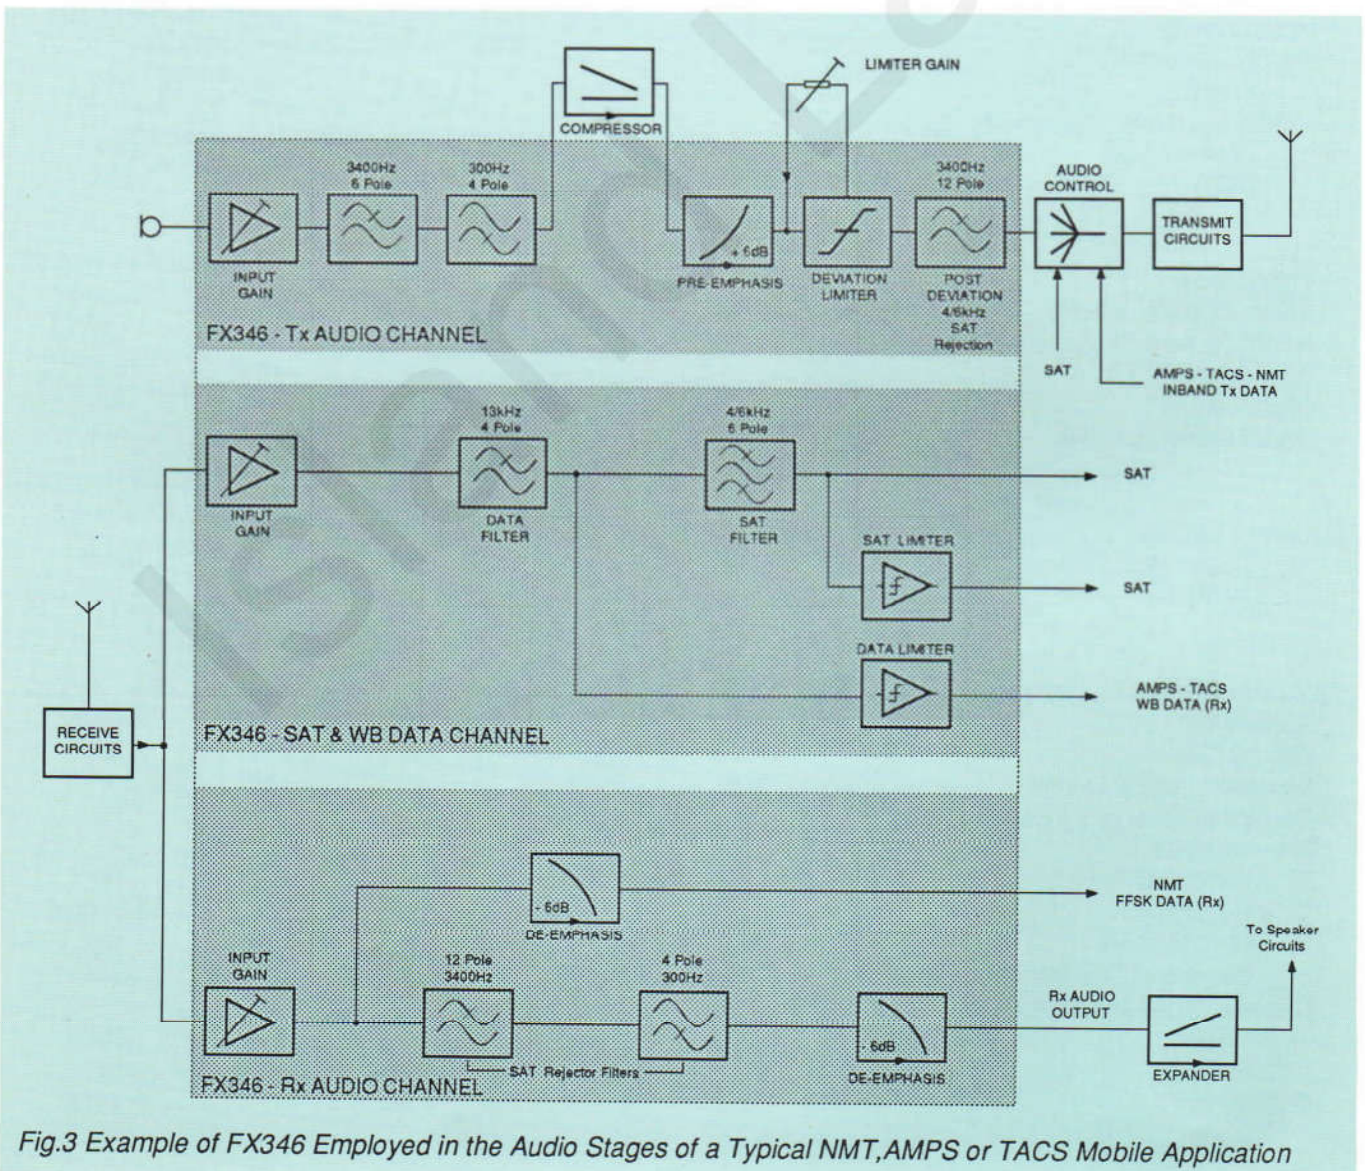 LIMITER GAIN
COMPRESSOR
3400Hz
6 Pole
300Hz
4 Pole
3400Hz
12 Pole
AUDIO
CONTROL
+ 6dB
TRANSMIT
CIRCUITS
INPUT
GAIN
PRE-EMPHASIS
DEVIATION
LIMITER
POST
DEVIATION
4/6kHz
SAT
Rejection
FX346 - Tx AUDIO CHANNEL
SAT
AMPS - TACS - NMT
INBAND Tx DATA
13kHz
4 Pole
4/6kHz
6 Pole
SAT
INPUT
GAIN
DATA
FILTER
SAT
FILTER
SAT LIMITER
SAT
DATA LIMITER
AMPS - TACS
WB DATA (Rx)
FX346 - SAT & WB DATA CHANNEL
RECEIVE
CIRCUITS
- 6dB
DE-EMPHASIS
NMT
FFSK DATA (Rx)
To Speaker
Circuits
INPUT
GAIN
12 Pole
3400Hz
4 Pole
300Hz
- 6dB
DE-EMPHASIS
Rx AUDIO
OUTPUT
EXPANDER
SAT Rejector Filters
FX346 - Rx AUDIO CHANNEL
Fig.3 Example of FX346 Employed in the Audio Stages of a Typical NMT,AMPS or TACS Mobile Application